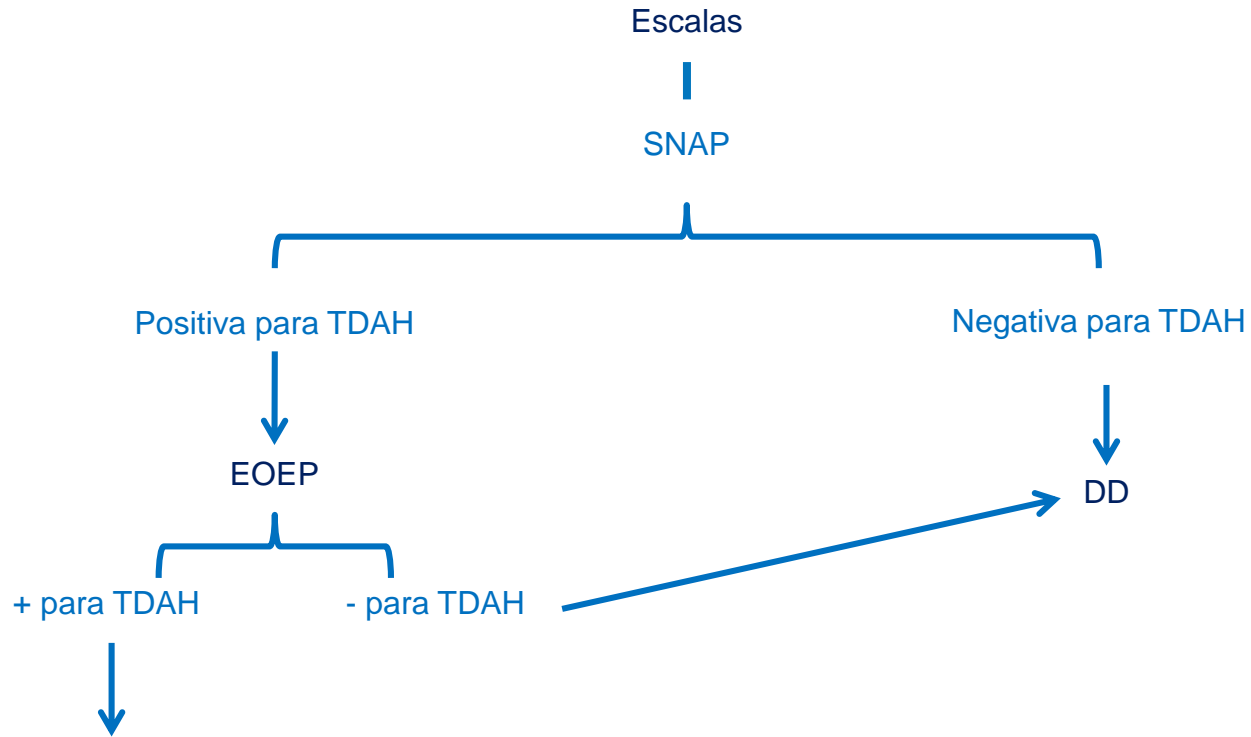 Escalas
SNAP
Positiva para TDAH
Negativa para TDAH
EOEP
DD
+ para TDAH
- para TDAH